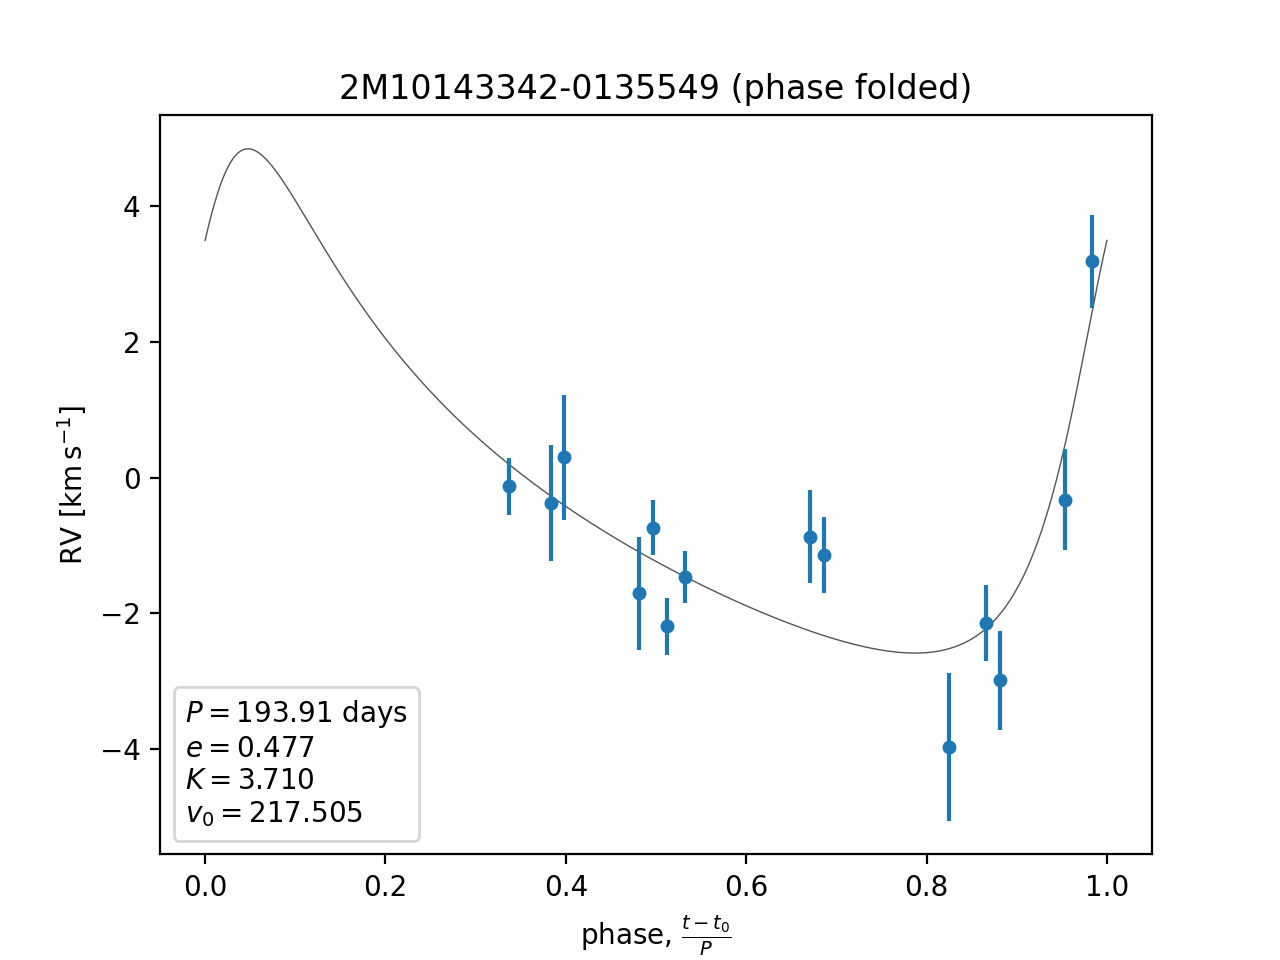 2M10143342-0135549 (phase folded)
RV [km s⁻¹]
4
2
0
−2
−4
P = 193.91 days
e = 0.477
K = 3.710
v₀ = 217.505
0.0 0.2 0.4 0.6 0.8 1.0
phase, (t − t₀)/P